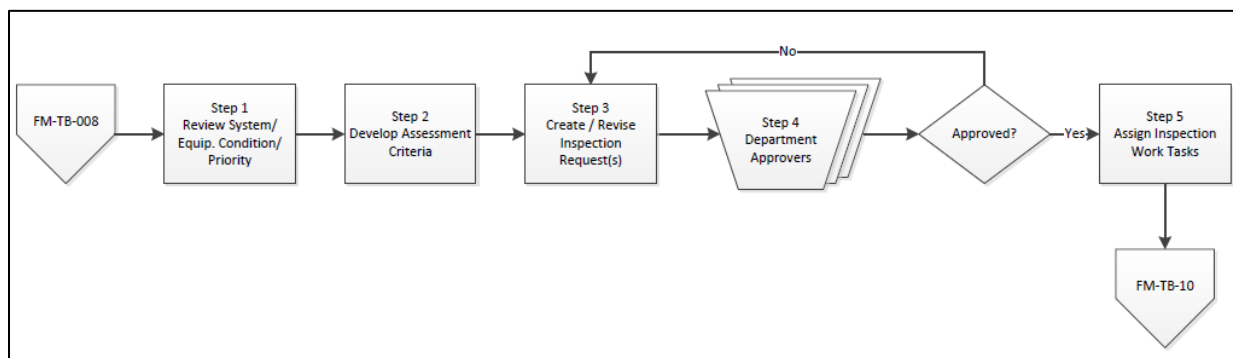 No
FM-TB-008
Step 1
Review System/
Equip. Condition/
Priority
Step 2
Develop Assessment
Criteria
Step 3
Create / Revise
Inspection
Request(s)
Step 4
Department
Approvers
Approved?
Yes
Step 5
Assign Inspection
Work Tasks
FM-TB-10